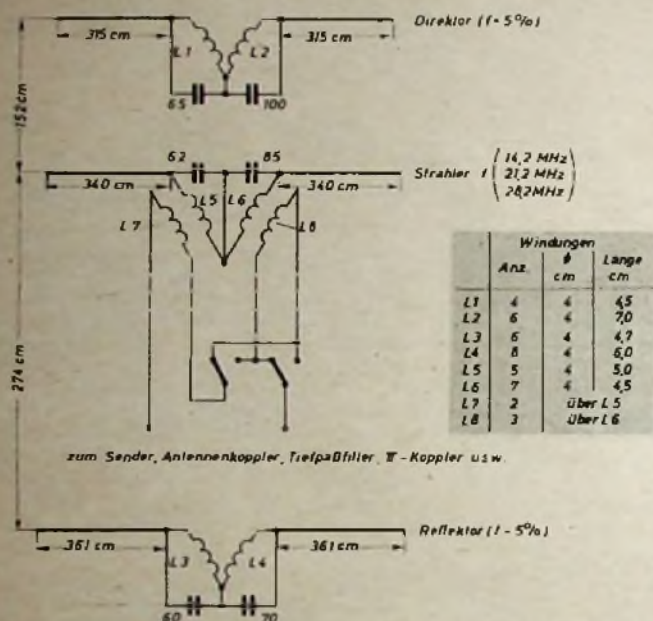 Direktor (f - 5%)
315 cm
L1
L2
315 cm
65
100
152 cm
62
85
340 cm
L5
L6
340 cm
Strahler f
14,2 MHz
21,2 MHz
28,2 MHz
L7
L8
274 cm
Windungen
Anz. ϕ cm Länge cm
L1 4 4 4,5
L2 6 4 7,0
L3 6 4 4,7
L4 8 4 6,0
L5 5 4 5,0
L6 7 4 4,5
L7 2 über L5
L8 3 über L6
zum Sender, Antennenkoppler, Tiefpaßfilter, π-Koppler usw.
Reflektor (f - 5%)
361 cm
L3
L4
361 cm
60
70